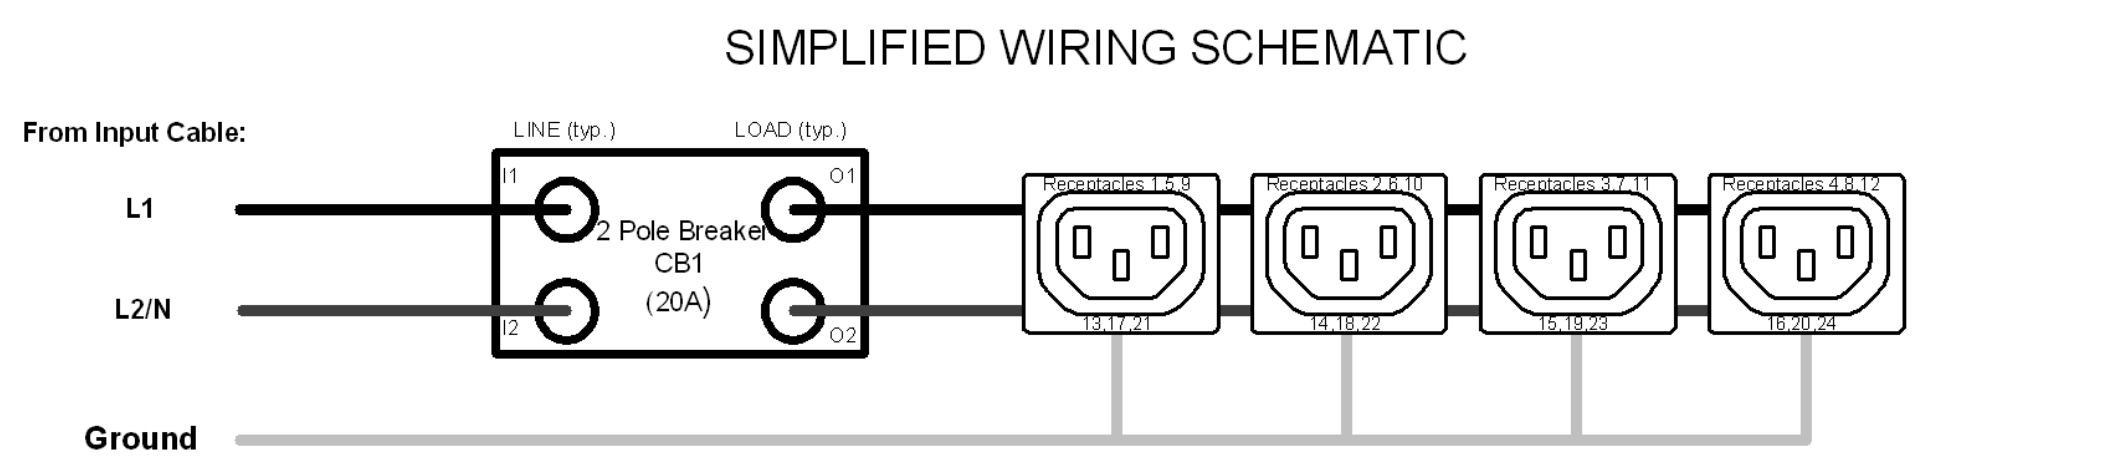 SIMPLIFIED WIRING SCHEMATIC
From Input Cable:
LINE (typ.)
LOAD (typ.)
I1
O1
L1
2 Pole Breaker
CB1
(20A)
L2/N
I2
O2
Receptacles 1,5,9
13,17,21
Receptacles 2,6,10
14,18,22
Receptacles 3,7,11
15,19,23
Receptacles 4,8,12
16,20,24
Ground